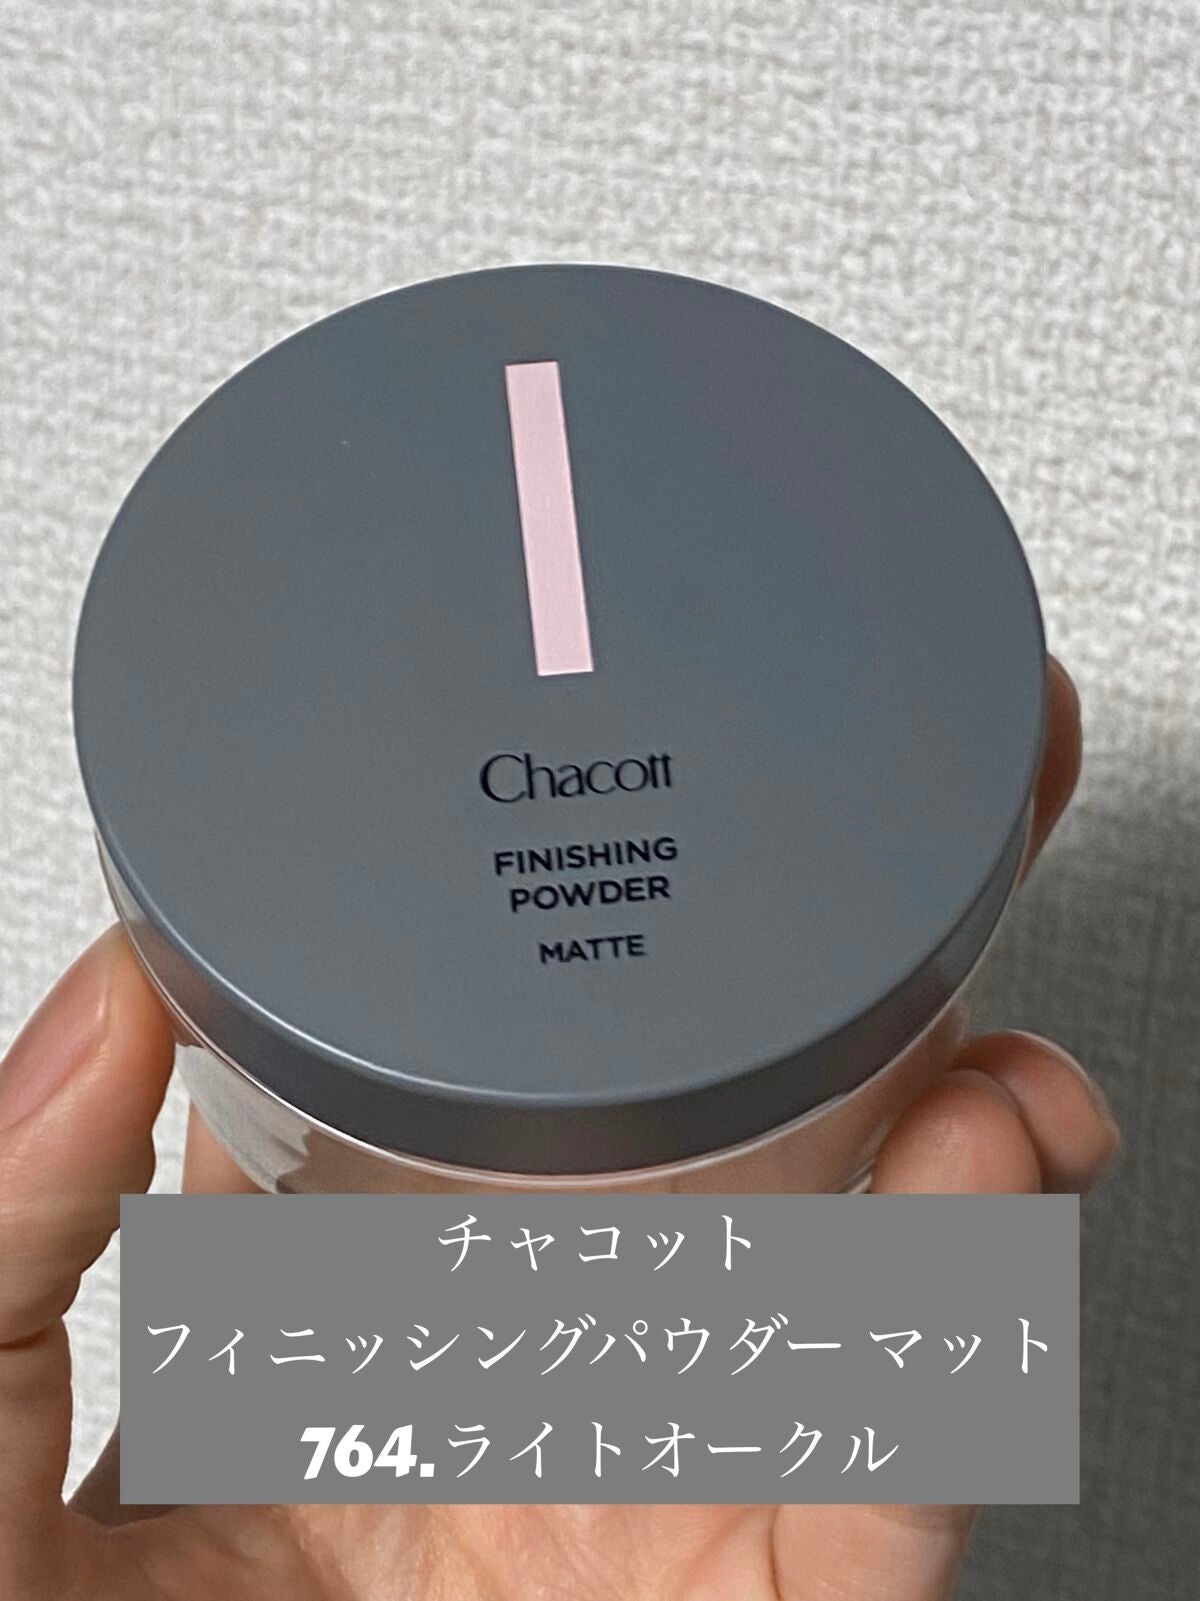 Chacott
FINISHING
POWDER
MATTE
チャコット
フィニッシングパウダー マット
764.ライトオークル